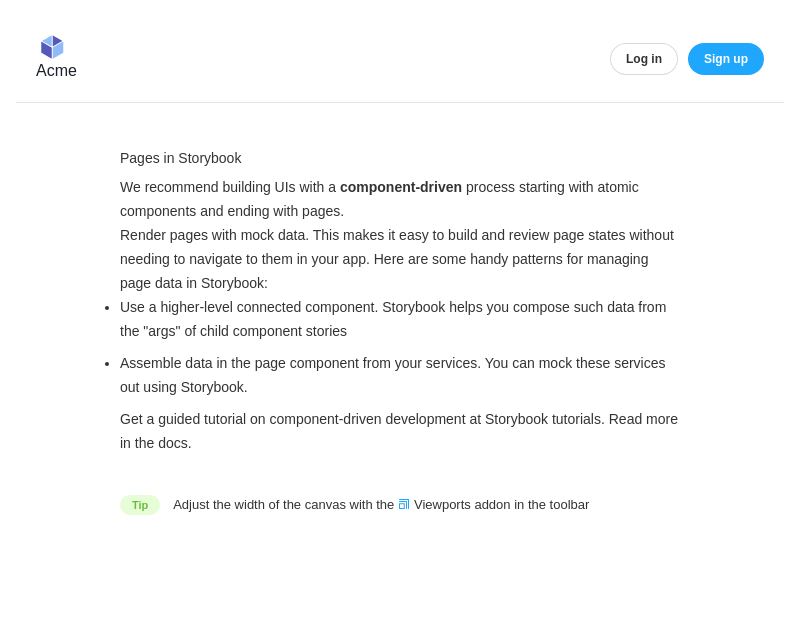 Acme
Log in
Sign up
Pages in Storybook
We recommend building UIs with a component-driven process starting with atomic
components and ending with pages.
Render pages with mock data. This makes it easy to build and review page states without
needing to navigate to them in your app. Here are some handy patterns for managing
page data in Storybook:
Use a higher-level connected component. Storybook helps you compose such data from
the "args" of child component stories
Assemble data in the page component from your services. You can mock these services
out using Storybook.
Get a guided tutorial on component-driven development at Storybook tutorials. Read more
in the docs.
Tip Adjust the width of the canvas with the Viewports addon in the toolbar